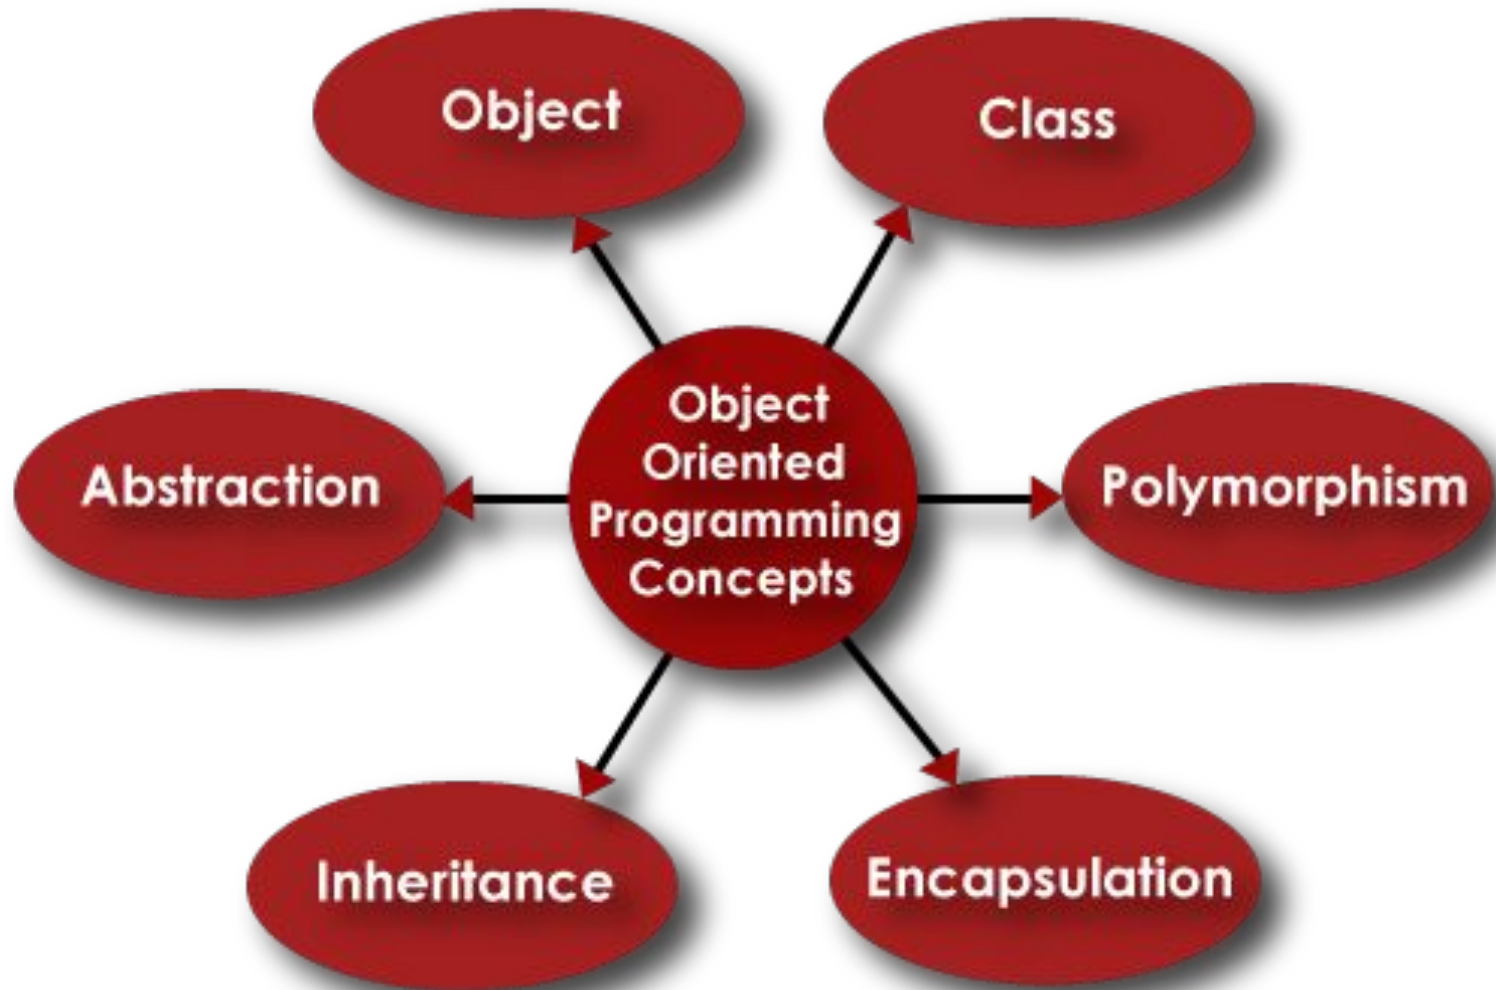 Object
Class
Object
Oriented
Programming
Concepts
Abstraction
Polymorphism
Inheritance
Encapsulation